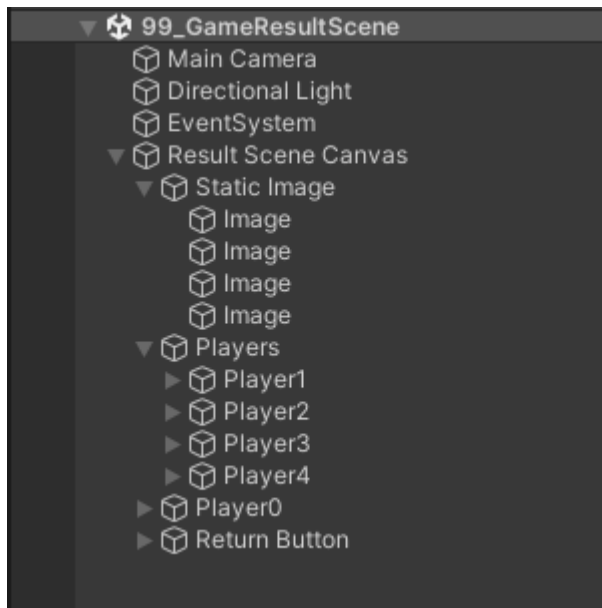 99_GameResultScene
Main Camera
Directional Light
EventSystem
Result Scene Canvas
Static Image
Image
Image
Image
Image
Players
Player1
Player2
Player3
Player4
Player0
Return Button